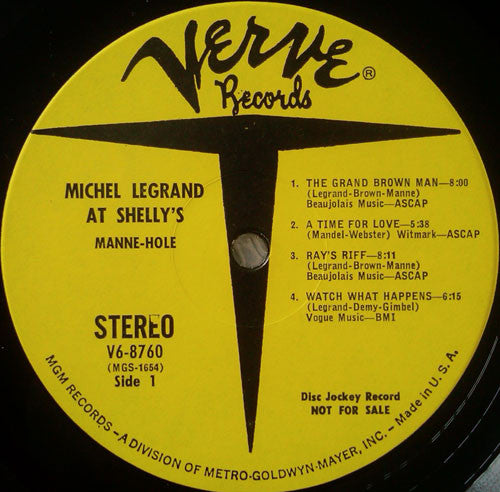 Verve®
Records
MICHEL LEGRAND
AT SHELLY'S
MANNE-HOLE
STEREO
V6-8760
(MGS-1654)
Side 1
1. THE GRAND BROWN MAN—8:00
(Legrand-Brown-Manne)
Beaujolais Music—ASCAP
2. A TIME FOR LOVE—5:38
(Mandel-Webster) Witmark—ASCAP
3. RAY'S RIFF—8:11
(Legrand-Brown-Manne)
Beaujolais Music—ASCAP
4. WATCH WHAT HAPPENS—6:15
(Legrand-Demy-Gimbel)
Vogue Music—BMI
Disc Jockey Record
NOT FOR SALE
MGM RECORDS—A DIVISION OF METRO-GOLDWYN-MAYER, INC.—Made in U.S.A.